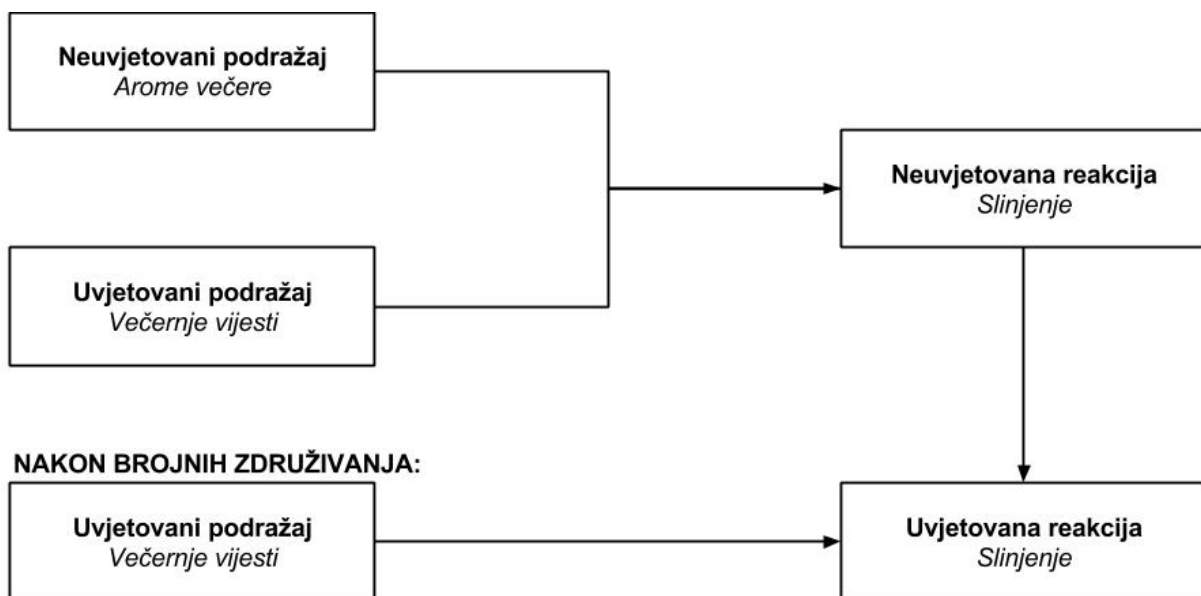 Neuvjetovani podražaj
Arome večere
Neuvjetovana reakcija
Slinjenje
Uvjetovani podražaj
Večernje vijesti
NAKON BROJNIH ZDRUŽIVANJA:
Uvjetovani podražaj
Večernje vijesti
Uvjetovana reakcija
Slinjenje